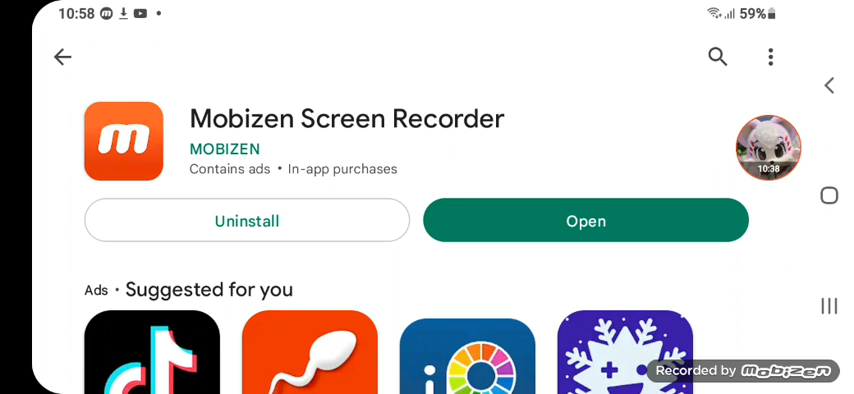 10:58 59%
Mobizen Screen Recorder
MOBIZEN
Contains ads • In-app purchases
10:38
Uninstall
Open
Ads • Suggested for you
Recorded by mobizen